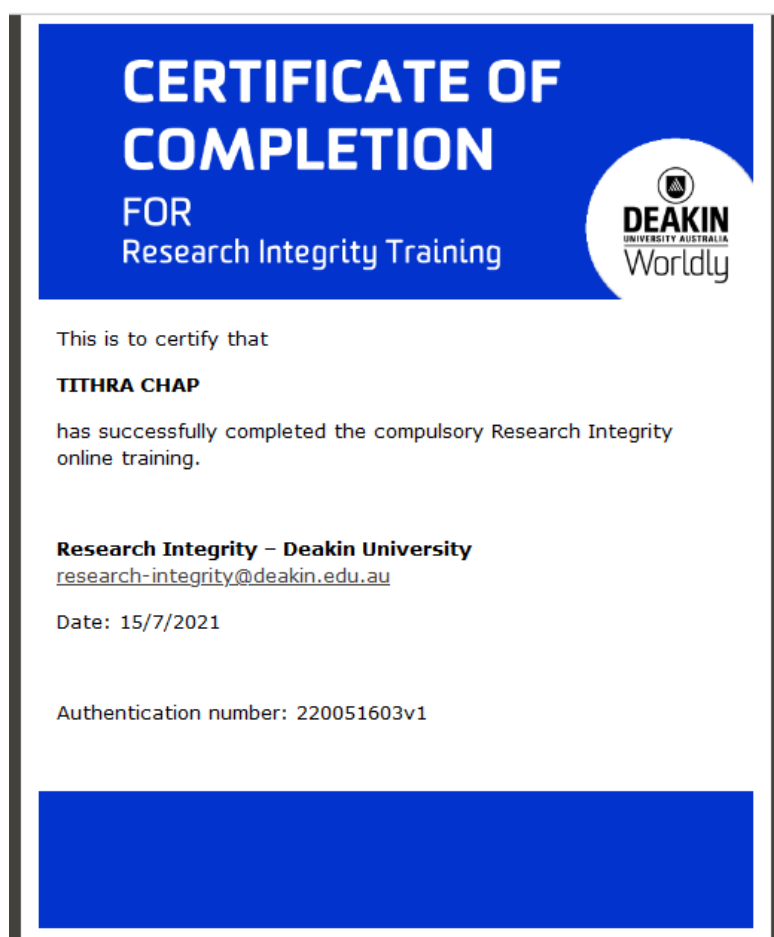 CERTIFICATE OF
COMPLETION
FOR
Research Integrity Training
DEAKIN
UNIVERSITY AUSTRALIA
Worldly
This is to certify that
TITHRA CHAP
has successfully completed the compulsory Research Integrity
online training.
Research Integrity – Deakin University
research-integrity@deakin.edu.au
Date: 15/7/2021
Authentication number: 220051603v1